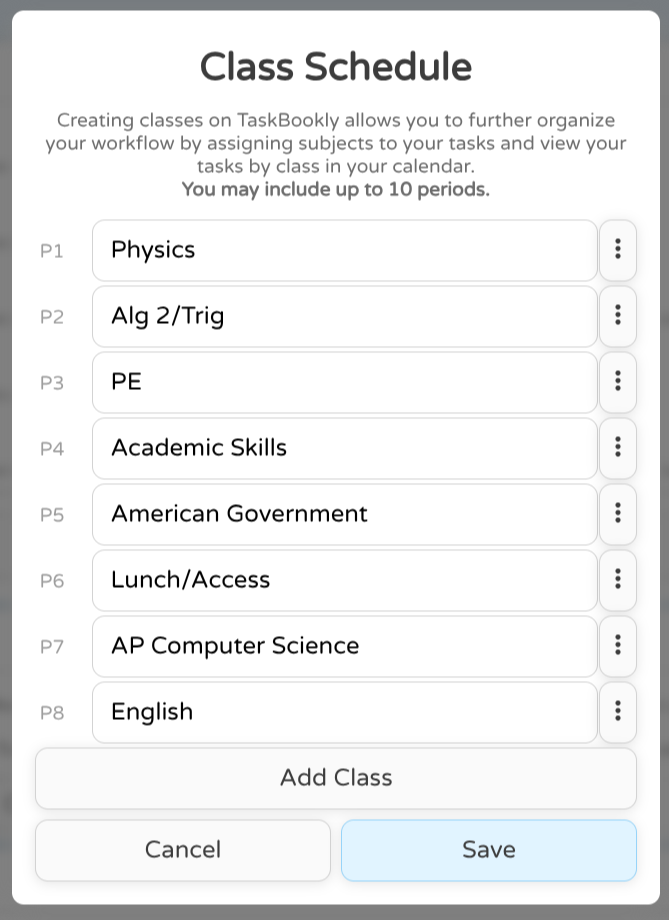 Class Schedule
Creating classes on TaskBookly allows you to further organize
your workflow by assigning subjects to your tasks and view your
tasks by class in your calendar.
You may include up to 10 periods.
P1 Physics
P2 Alg 2/Trig
P3 PE
P4 Academic Skills
P5 American Government
P6 Lunch/Access
P7 AP Computer Science
P8 English
Add Class
Cancel Save